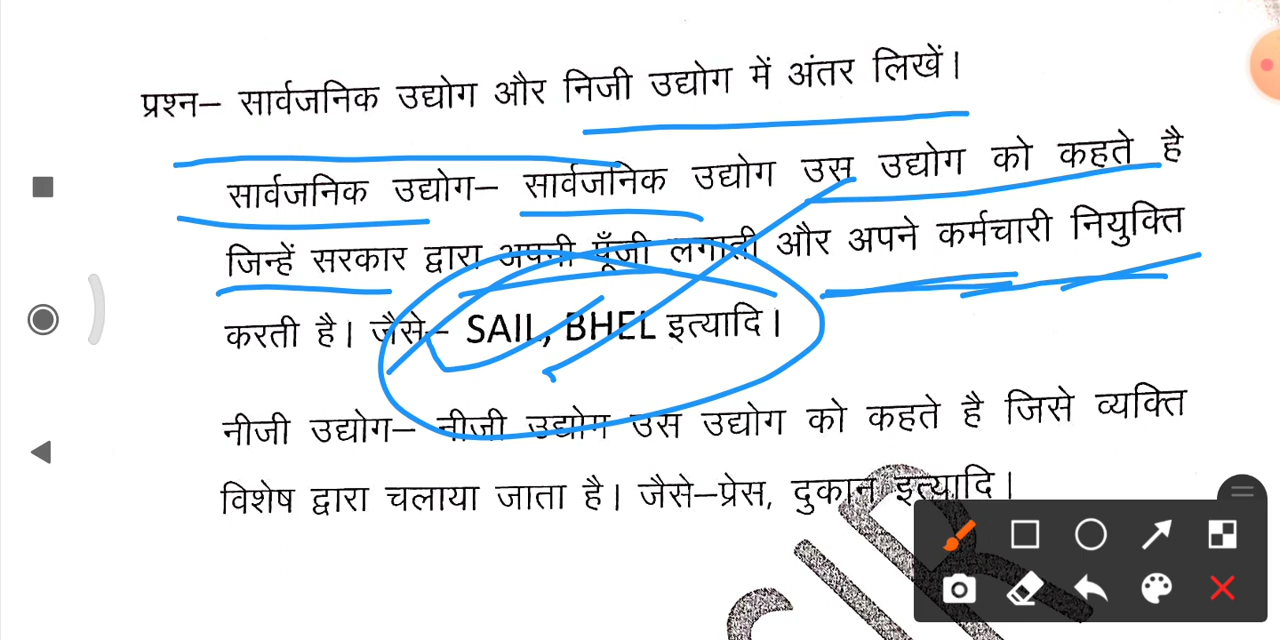 प्रश्न– सार्वजनिक उद्योग और निजी उद्योग में अंतर लिखें।
सार्वजनिक उद्योग– सार्वजनिक उद्योग उस उद्योग को कहते है
जिन्हें सरकार द्वारा अपनी पूँजी लगाती और अपने कर्मचारी नियुक्ति
करती है। जैसे– SAIL, BHEL इत्यादि।
नीजी उद्योग– नीजी उद्योग उस उद्योग को कहते है जिसे व्यक्ति
विशेष द्वारा चलाया जाता है। जैसे–प्रेस, दुकान इत्यादि।